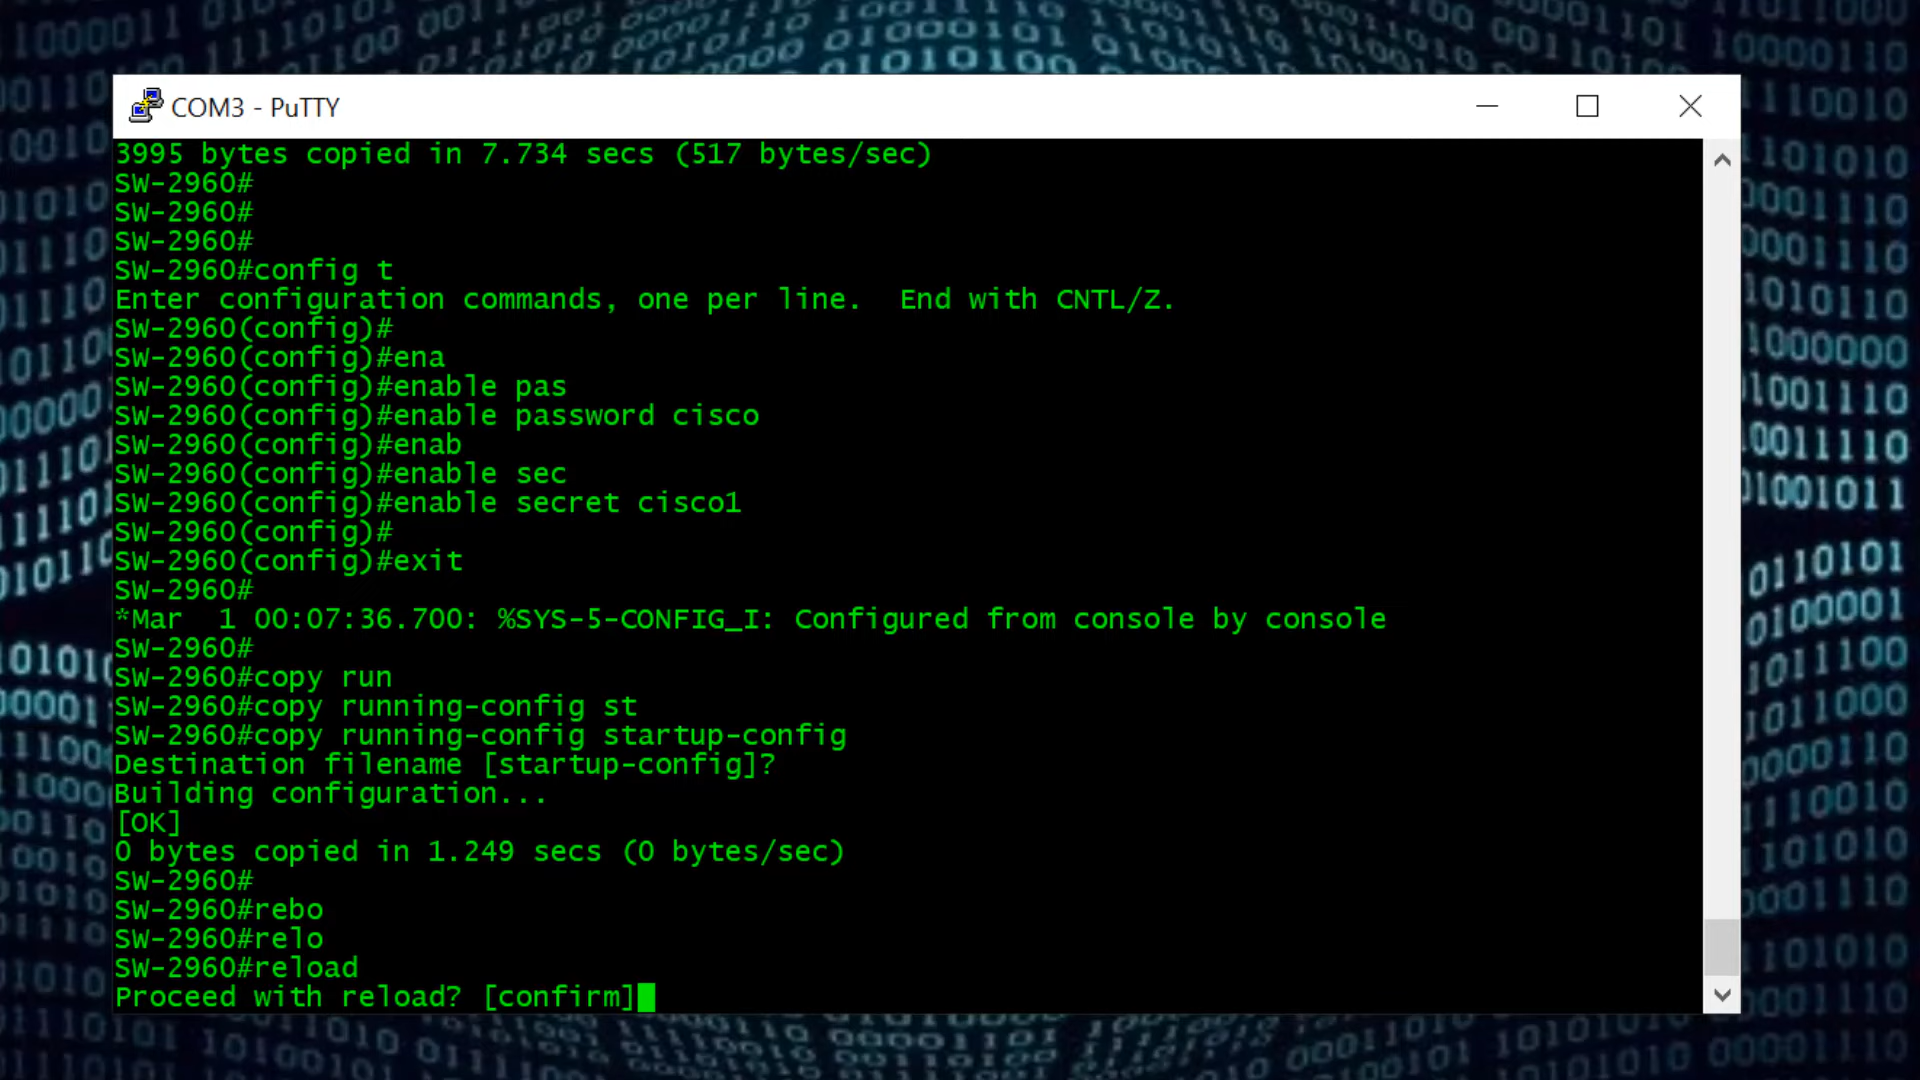 COM3 - PuTTY
3995 bytes copied in 7.734 secs (517 bytes/sec)
SW-2960#
SW-2960#
SW-2960#
SW-2960#config t
Enter configuration commands, one per line.  End with CNTL/Z.
SW-2960(config)#
SW-2960(config)#ena
SW-2960(config)#enable pas
SW-2960(config)#enable password cisco
SW-2960(config)#enab
SW-2960(config)#enable sec
SW-2960(config)#enable secret cisco1
SW-2960(config)#
SW-2960(config)#exit
SW-2960#
*Mar  1 00:07:36.700: %SYS-5-CONFIG_I: Configured from console by console
SW-2960#
SW-2960#copy run
SW-2960#copy running-config st
SW-2960#copy running-config startup-config
Destination filename [startup-config]?
Building configuration...
[OK]
0 bytes copied in 1.249 secs (0 bytes/sec)
SW-2960#
SW-2960#rebo
SW-2960#relo
SW-2960#reload
Proceed with reload? [confirm]